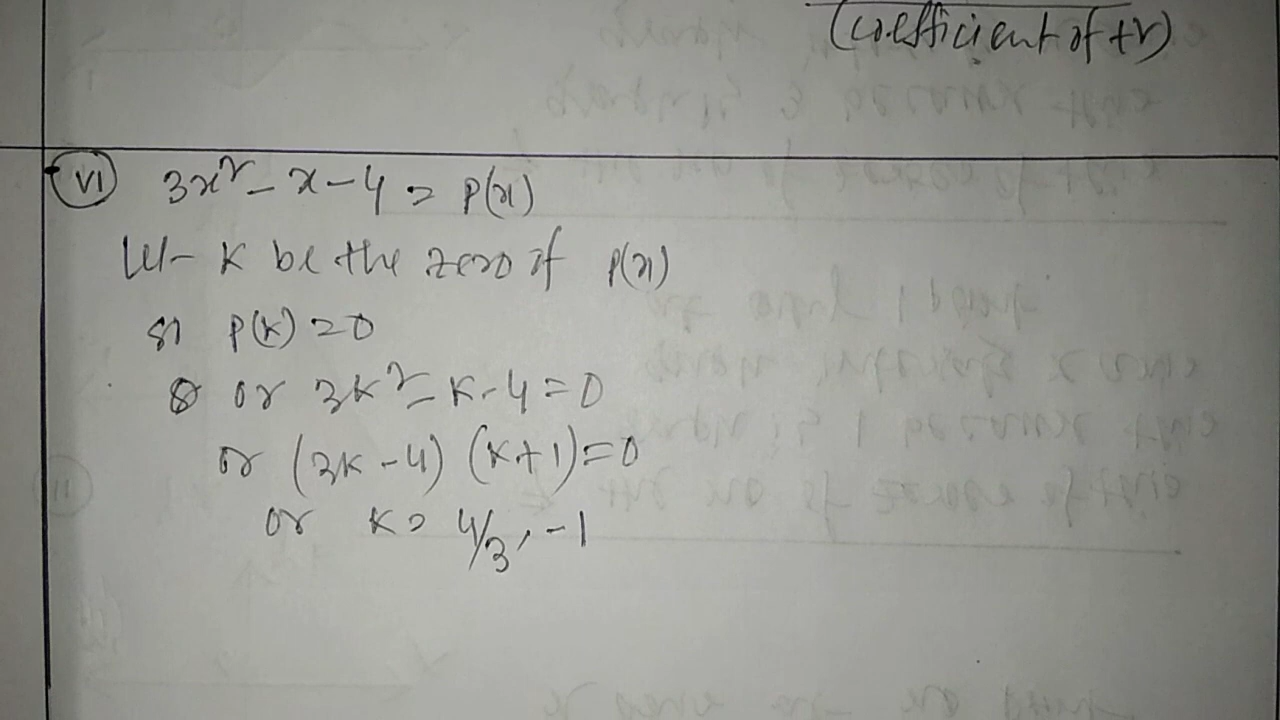 (coefficient of t²)
(VI) 3x² - x - 4 = P(x)
Let K be the zero of P(x)
so P(K) = 0
or 3K² - K - 4 = 0
or (3K - 4) (K + 1) = 0
or K = 4/3, -1